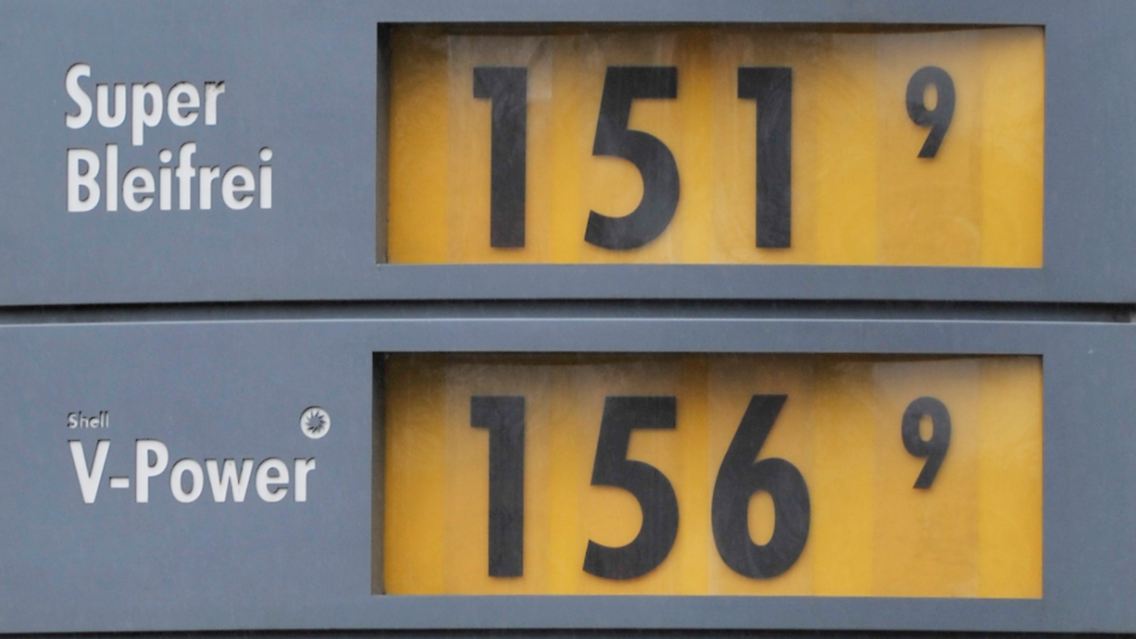 Super
Bleifrei
151 9
Shell
V-Power
156 9